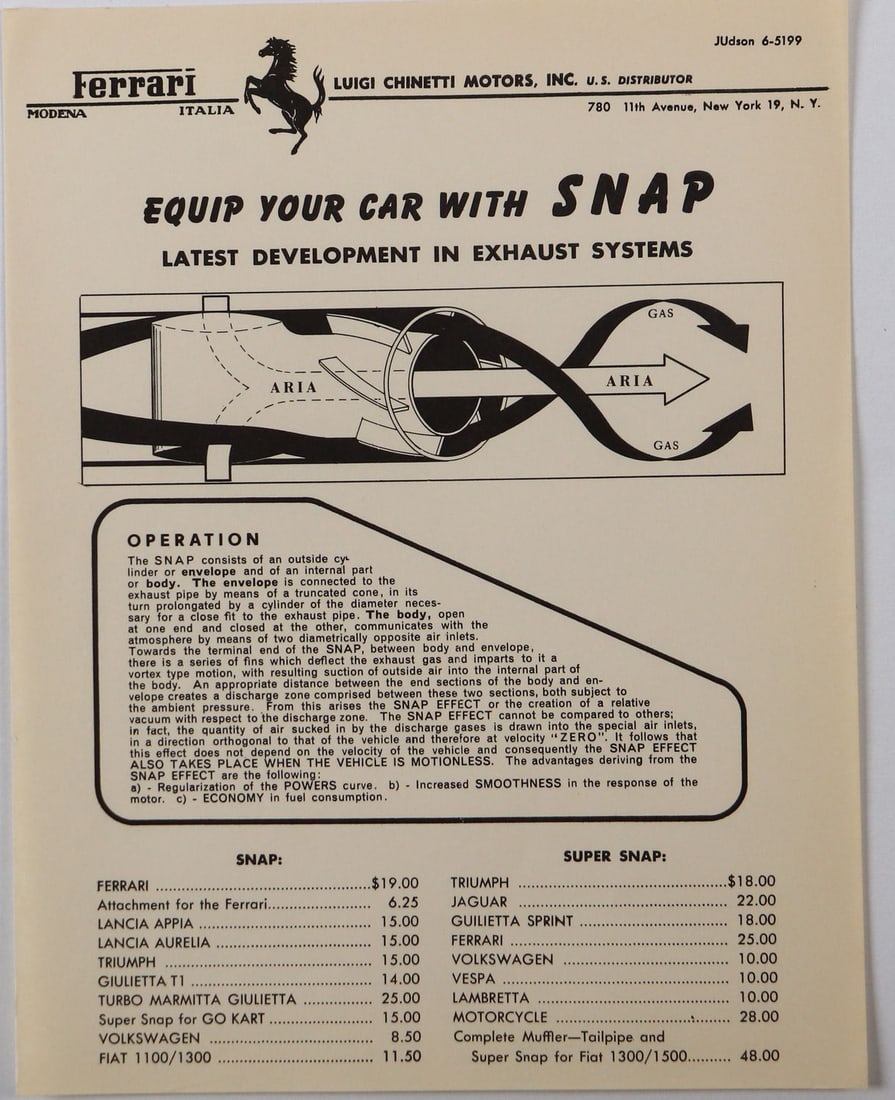 JUdson 6-5199
Ferrari
LUIGI CHINETTI MOTORS, INC. U.S. DISTRIBUTOR
MODENA ITALIA
780 11th Avenue, New York 19, N. Y.
EQUIP YOUR CAR WITH SNAP
LATEST DEVELOPMENT IN EXHAUST SYSTEMS
GAS
ARIA
ARIA
GAS
OPERATION
The SNAP consists of an outside cy-
linder or envelope and of an internal part
or body. The envelope is connected to the
exhaust pipe by means of a truncated cone, in its
turn prolongated by a cylinder of the diameter neces-
sary for a close fit to the exhaust pipe. The body, open
at one end and closed at the other, communicates with the
atmosphere by means of two diametrically opposite air inlets.
Towards the terminal end of the SNAP, between body and envelope,
there is a series of fins which deflect the exhaust gas and imparts to it a
vortex type motion, with resulting suction of outside air into the internal part of
the body. An appropriate distance between the end sections of the body and en-
velope creates a discharge zone comprised between these two sections, both subject to
the ambient pressure. From this arises the SNAP EFFECT or the creation of a relative
vacuum with respect to the discharge zone. The SNAP EFFECT cannot be compared to others;
in fact, the quantity of air sucked in by the discharge gases is drawn into the special air inlets,
in a direction orthogonal to that of the vehicle and therefore at velocity "ZERO". It follows that
this effect does not depend on the velocity of the vehicle and consequently the SNAP EFFECT
ALSO TAKES PLACE WHEN THE VEHICLE IS MOTIONLESS. The advantages deriving from the
SNAP EFFECT are the following:
a) - Regularization of the POWERS curve. b) - Increased SMOOTHNESS in the response of the
motor. c) - ECONOMY in fuel consumption.
SNAP:
FERRARI ........................................$19.00
Attachment for the Ferrari................... 6.25
LANCIA APPIA ................................ 15.00
LANCIA AURELIA ............................. 15.00
TRIUMPH ........................................ 15.00
GIULIETTA T1 .................................. 14.00
TURBO MARMITTA GIULIETTA ............. 25.00
Super Snap for GO KART .................... 15.00
VOLKSWAGEN ................................ 8.50
FIAT 1100/1300 .............................. 11.50
SUPER SNAP:
TRIUMPH .......................................$18.00
JAGUAR ........................................ 22.00
GUILIETTA SPRINT ........................... 18.00
FERRARI ........................................ 25.00
VOLKSWAGEN ............................... 10.00
VESPA .......................................... 10.00
LAMBRETTA ................................... 10.00
MOTORCYCLE ................................. 28.00
Complete Muffler—Tailpipe and
Super Snap for Fiat 1300/1500......... 48.00